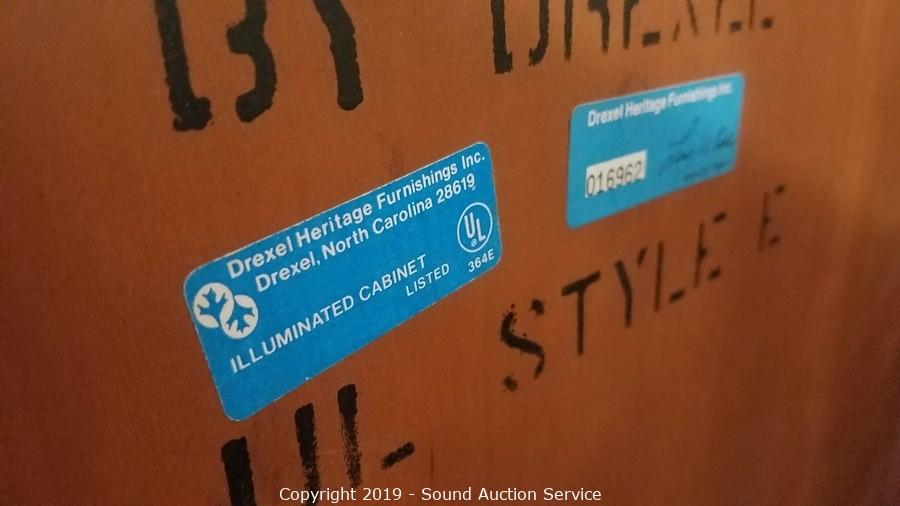 BY DREXEL
Drexel Heritage Furnishings Inc.
Drexel, North Carolina 28619
ILLUMINATED CABINET
LISTED
UL
®
364E
Drexel Heritage Furnishings Inc.
016962
STYLE E
Copyright 2019 - Sound Auction Service